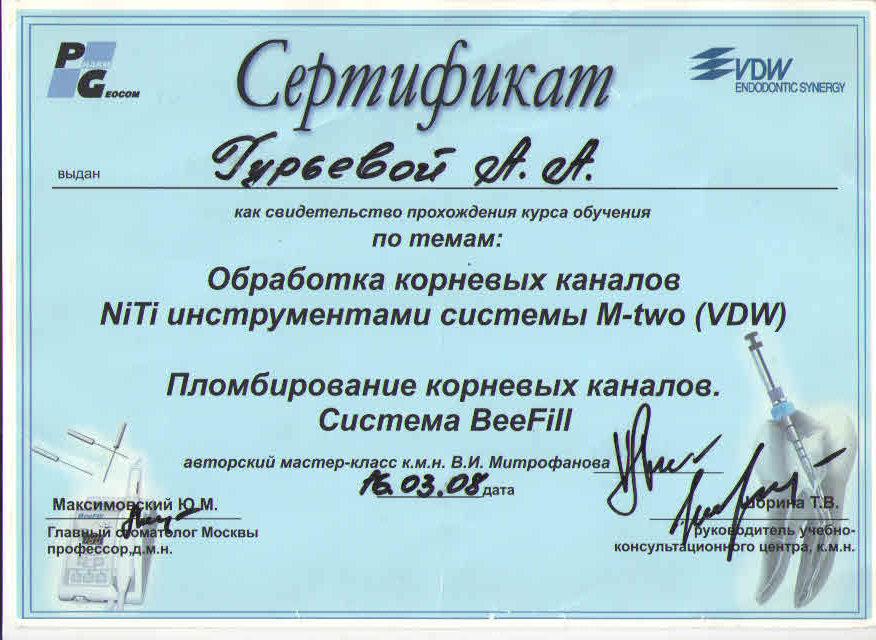 PHARM
GEOCOM
Сертификат
VDW
ENDODONTIC SYNERGY
выдан Гурьевой А. А.
как свидетельство прохождения курса обучения
по темам:
Обработка корневых каналов
NiTi инструментами системы M-two (VDW)
Пломбирование корневых каналов.
Система BeeFill
авторский мастер-класс к.м.н. В.И. Митрофанова
16.03.08 дата
Максимовский Ю.М.
Главный стоматолог Москвы
профессор,д.м.н.
Т.В.
руководитель учебно-
консультационного центра, к.м.н.
BeeFill